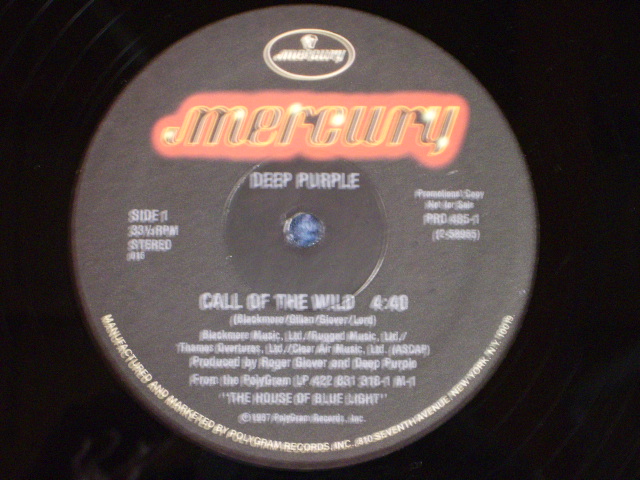 mercury
mercury
DEEP PURPLE
SIDE 1
33⅓ RPM
STEREO
Promotional Copy
Not for Sale
PRO 485-1
CALL OF THE WILD 4:40
(Blackmore/Gillan/Glover/Lord)
Blackmore Music, Ltd./Rugged Music, Ltd./
Thames Overtures, Ltd./Clear Air Music, Ltd. (ASCAP)
Produced by Roger Glover and Deep Purple
From the PolyGram LP 422 831 318-1 M-1
"THE HOUSE OF BLUE LIGHT"
©1987 PolyGram Records, Inc.
MANUFACTURED AND MARKETED BY POLYGRAM RECORDS, INC. 810 SEVENTH AVENUE, NEW YORK, N.Y. 10019